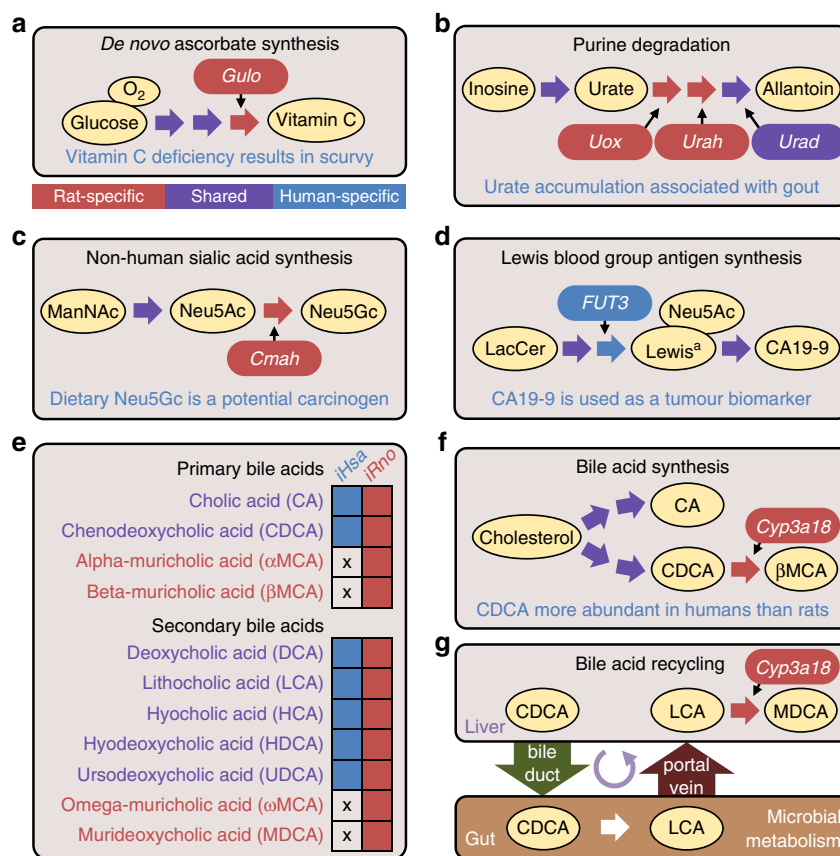 a
De novo ascorbate synthesis
Gulo
O2
Glucose
Vitamin C
Vitamin C deficiency results in scurvy
Rat-specific Shared Human-specific
b
Purine degradation
Inosine Urate Allantoin
Uox Urah Urad
Urate accumulation associated with gout
c
Non-human sialic acid synthesis
ManNAc Neu5Ac Neu5Gc
Cmah
Dietary Neu5Gc is a potential carcinogen
d
Lewis blood group antigen synthesis
FUT3 Neu5Ac
LacCer Lewisa CA19-9
CA19-9 is used as a tumour biomarker
e
iHsa iRno
Primary bile acids
Cholic acid (CA)
Chenodeoxycholic acid (CDCA)
Alpha-muricholic acid (αMCA) x
Beta-muricholic acid (βMCA) x
Secondary bile acids
Deoxycholic acid (DCA)
Lithocholic acid (LCA)
Hyocholic acid (HCA)
Hyodeoxycholic acid (HDCA)
Ursodeoxycholic acid (UDCA)
Omega-muricholic acid (ωMCA) x
Murideoxycholic acid (MDCA) x
f
Bile acid synthesis
CA
Cyp3a18
Cholesterol
CDCA βMCA
CDCA more abundant in humans than rats
g
Bile acid recycling
Cyp3a18
CDCA LCA MDCA
Liver
bile
duct
portal
vein
Gut CDCA LCA
Microbial
metabolism